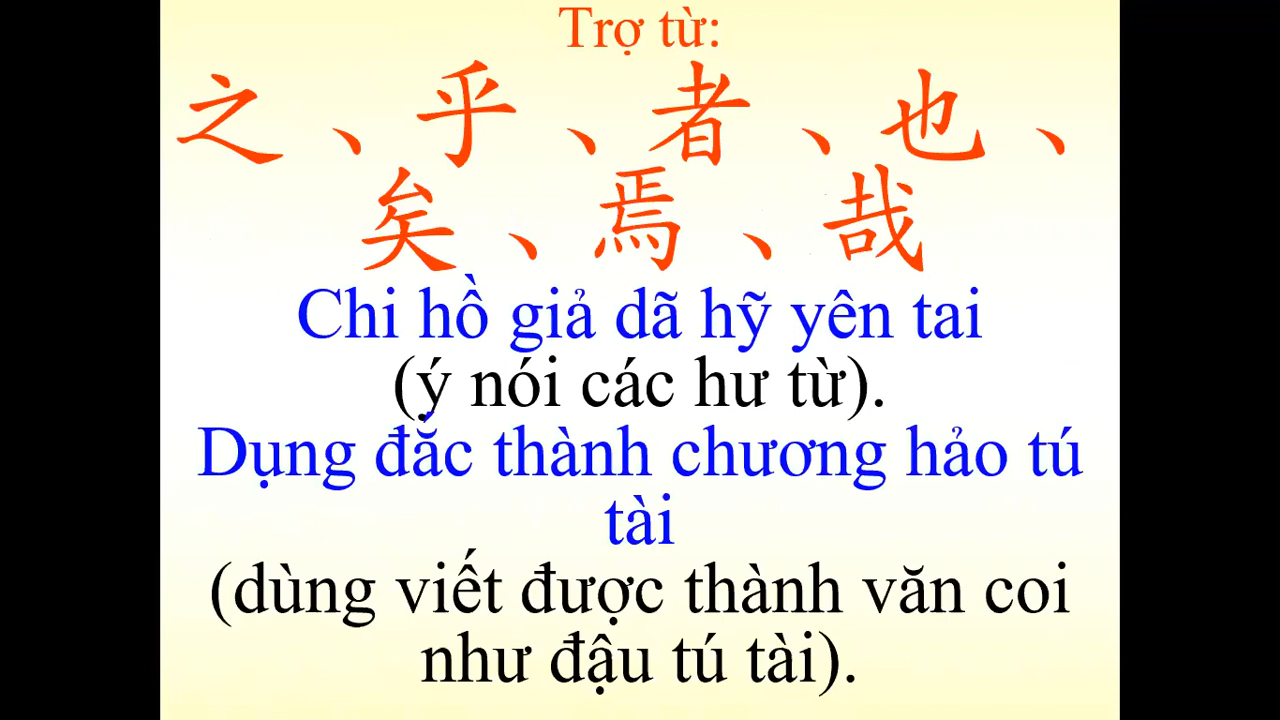 Trợ từ:
之、乎、者、也、
矣、焉、哉
Chi hồ giả dã hỹ yên tai
(ý nói các hư từ).
Dụng đắc thành chương hảo tú
tài
(dùng viết được thành văn coi
như đậu tú tài).